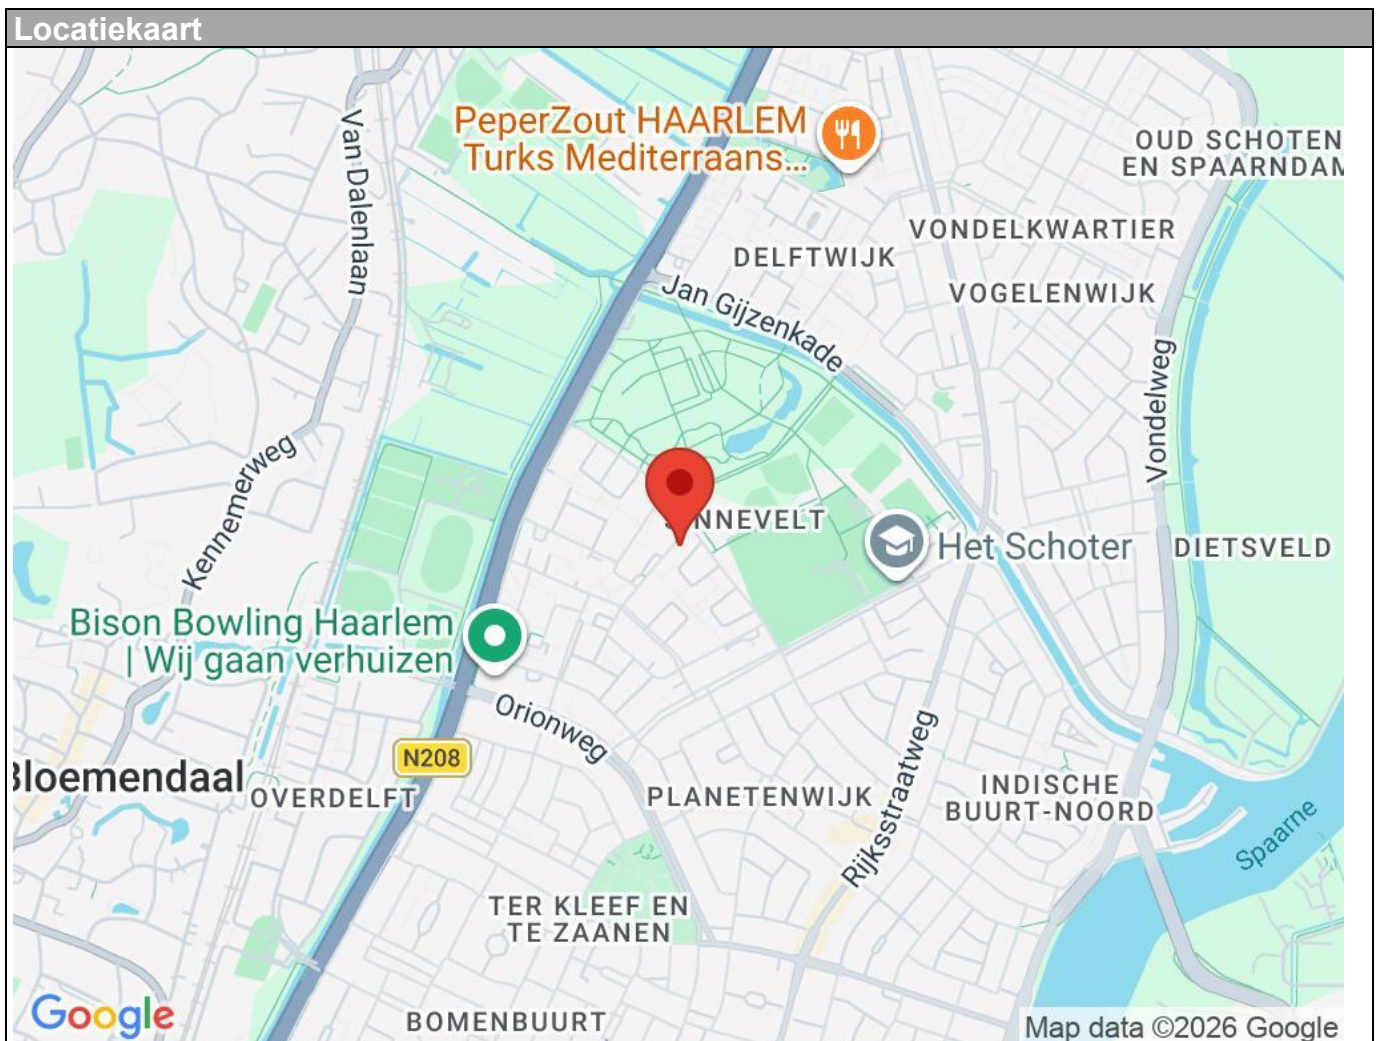 Locatiekaart
PeperZout HAARLEM
Turks Mediterraans...
OUD SCHOTEN
EN SPAARNDAM
Van Dalenlaan
VONDELKWARTIER
DELFTWIJK
VOGELENWIJK
Jan Gijzenkade
Vondelweg
Kennemerweg
NNEVELT
Het Schoter
DIETSVELD
Bison Bowling Haarlem
| Wij gaan verhuizen
Orionweg
N208
Bloemendaal
OVERDELFT
PLANETENWIJK
Rijksstraatweg
INDISCHE
BUURT-NOORD
Spaarne
TER KLEEF EN
TE ZAANEN
BOMENBUURT
Google
Map data ©2026 Google